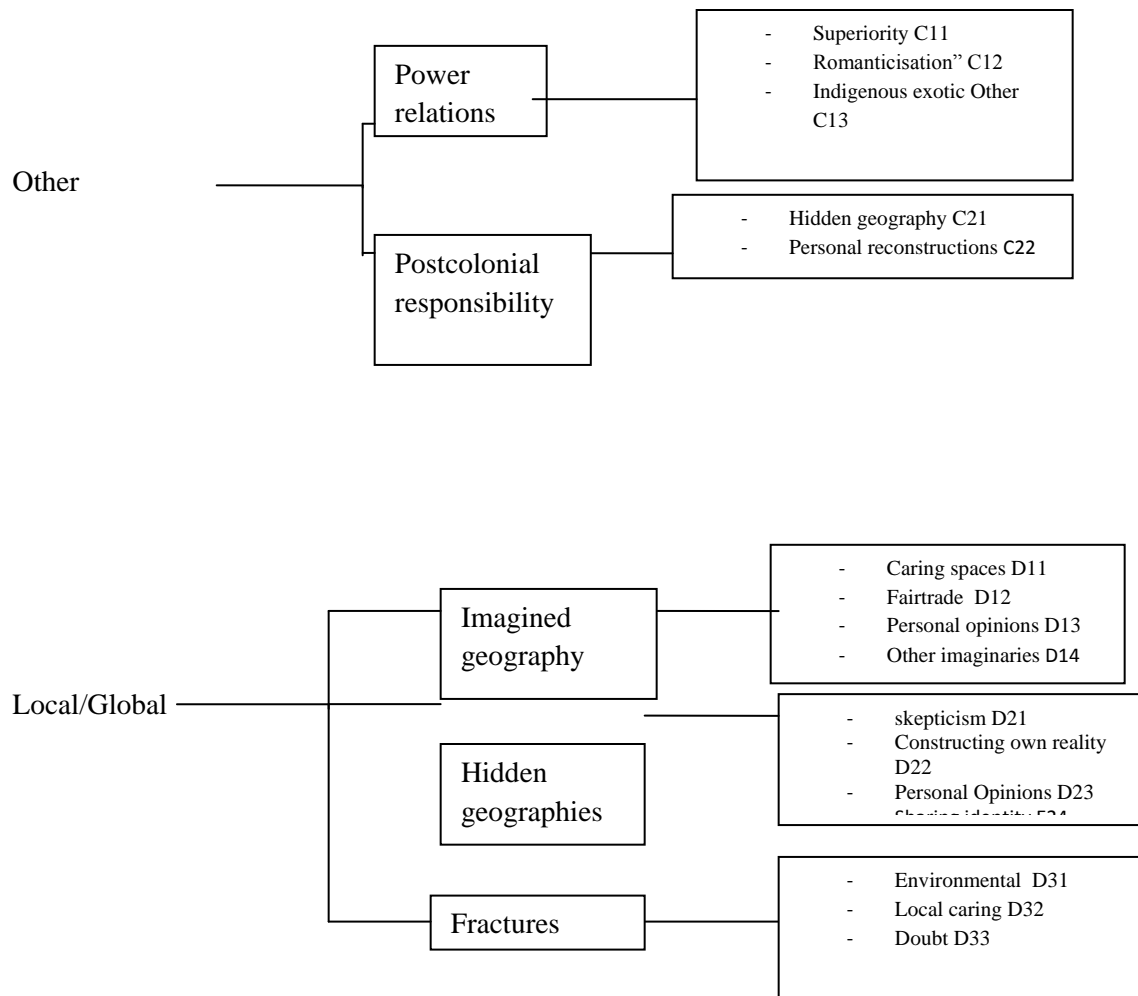 Other
Power
relations
- Superiority C11
- Romanticisation” C12
- Indigenous exotic Other
C13
Postcolonial
responsibility
- Hidden geography C21
- Personal reconstructions C22
Local/Global
Imagined
geography
- Caring spaces D11
- Fairtrade D12
- Personal opinions D13
- Other imaginaries D14
Hidden
geographies
- skepticism D21
- Constructing own reality
D22
- Personal Opinions D23
- Sharing identity
Fractures
- Environmental D31
- Local caring D32
- Doubt D33